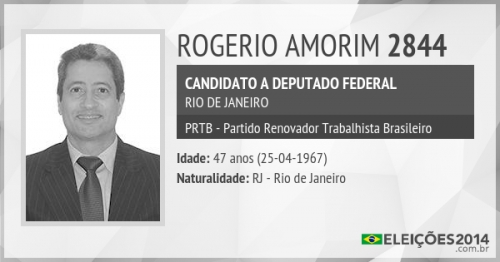 ROGERIO AMORIM 2844
CANDIDATO A DEPUTADO FEDERAL
RIO DE JANEIRO
PRTB - Partido Renovador Trabalhista Brasileiro
Idade: 47 anos (25-04-1967)
Naturalidade: RJ - Rio de Janeiro
ELEIÇÕES2014
.com.br